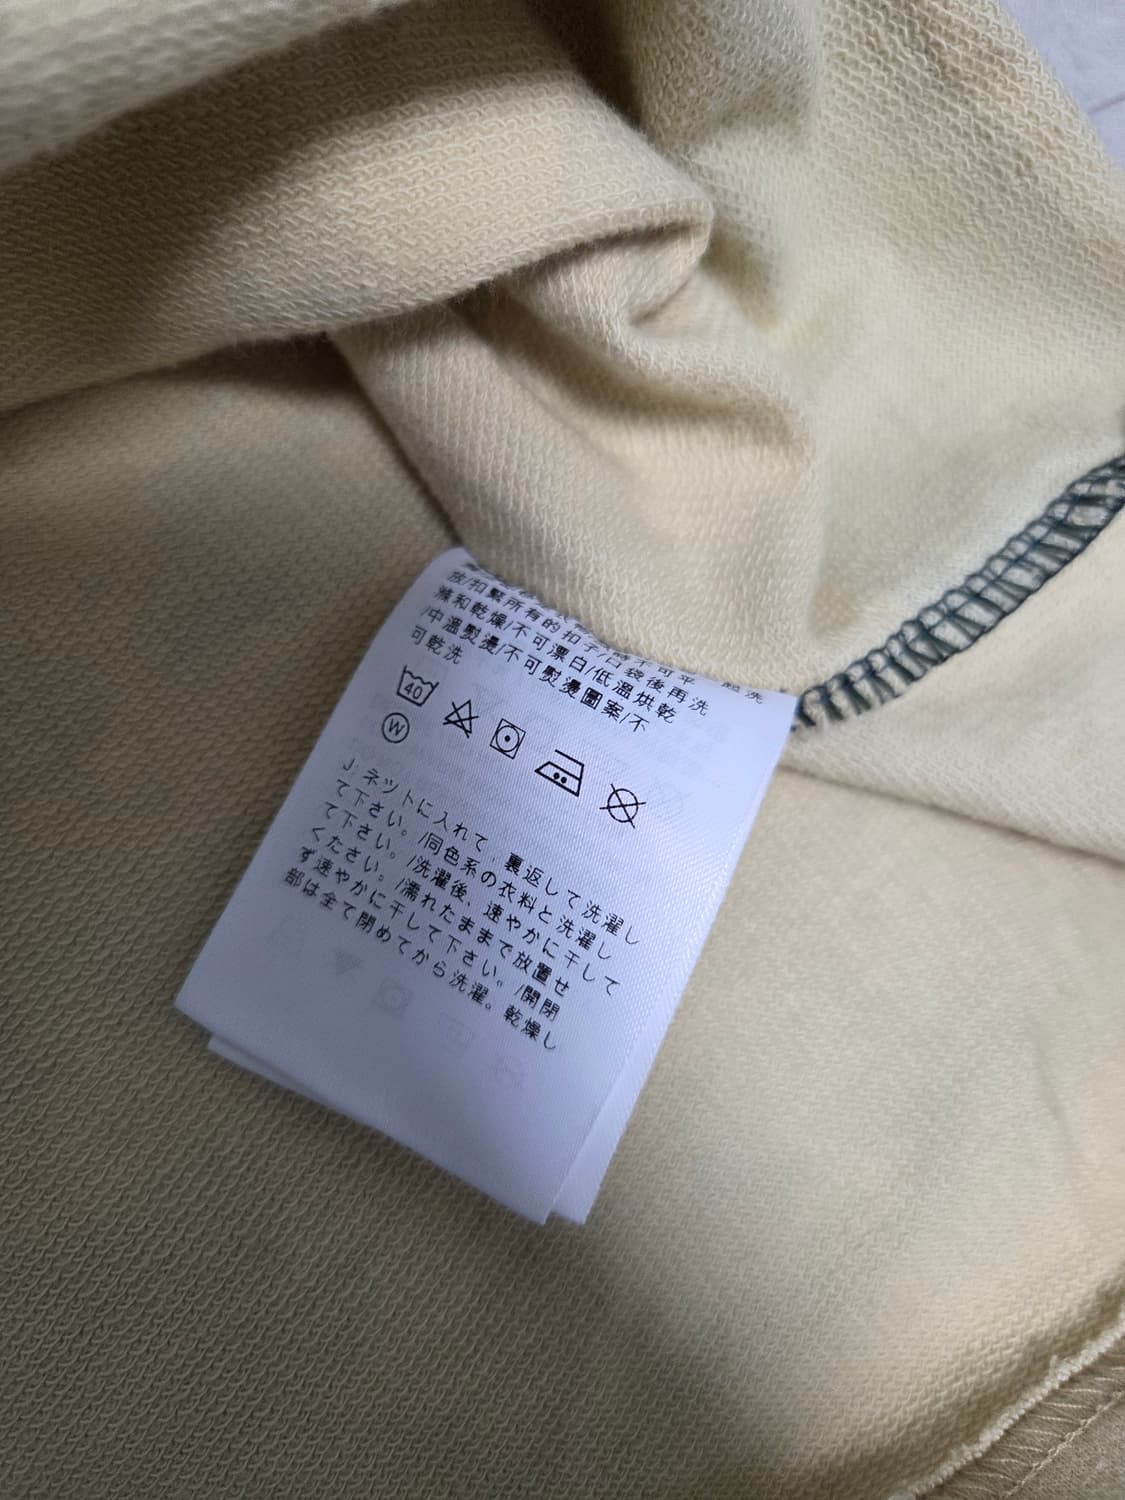 放/扣緊所有的扣子/口袋後再洗
滌和乾燥/不可漂白/低溫烘乾
/中溫熨燙/不可熨燙圖案/不
可乾洗
40
W
J: ネットに入れて、裏返して洗濯し
て下さい。/同色系の衣料と洗濯し
て下さい。/洗濯後、速やかに干して
ください。/濡れたままで放置せ
ず速やかに干して下さい。/開閉
部は全て閉めてから洗濯。乾燥し